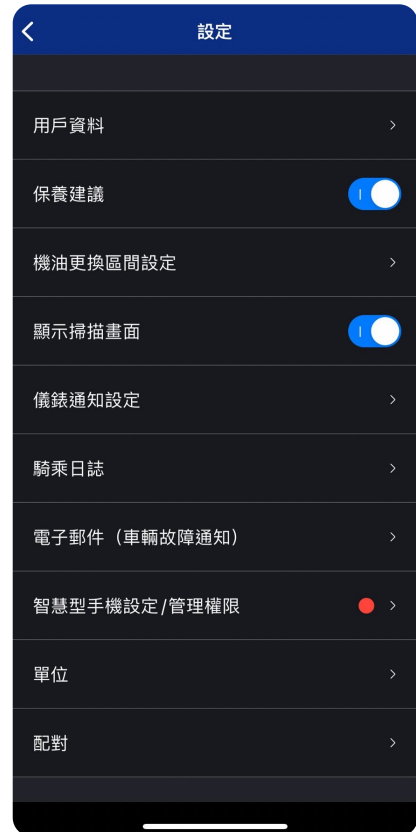 設定
用戶資料
保養建議
機油更換區間設定
顯示掃描畫面
儀錶通知設定
騎乘日誌
電子郵件（車輛故障通知）
智慧型手機設定/管理權限
單位
配對